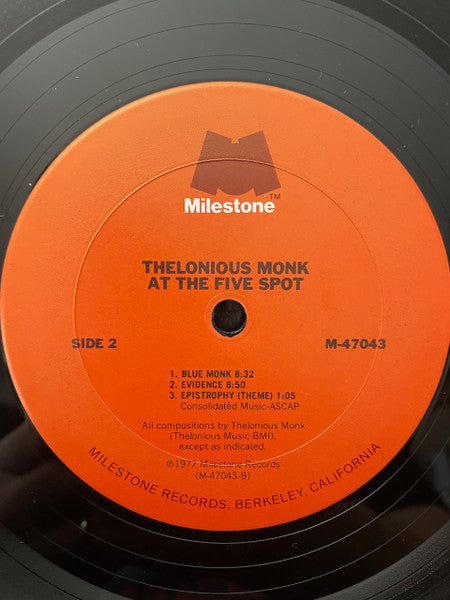 TM
Milestone
THELONIOUS MONK
AT THE FIVE SPOT
SIDE 2
M-47043
1. BLUE MONK 8:32
2. EVIDENCE 8:50
3. EPISTROPHY (THEME) 1:05
Consolidated Music-ASCAP
All compositions by Thelonious Monk
(Thelonious Music-BMI),
except as indicated.
℗1977 Milestone Records
(M-47043-B)
MILESTONE RECORDS, BERKELEY, CALIFORNIA